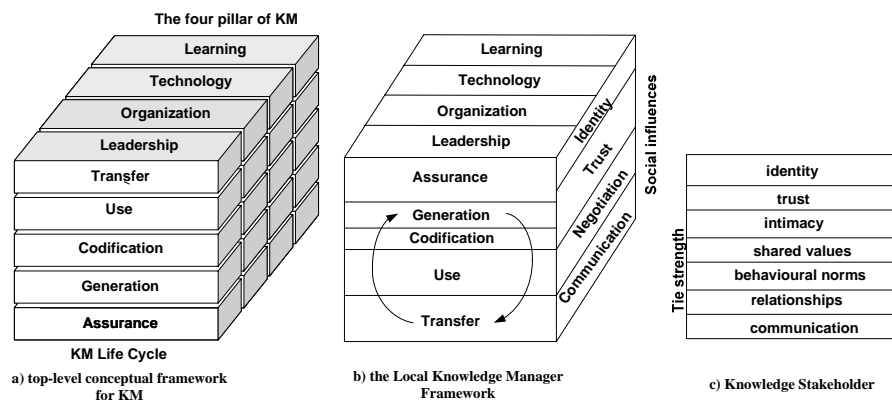 The four pillar of KM
Learning
Technology
Organization
Leadership
Transfer
Use
Codification
Generation
Assurance
KM Life Cycle
a) top-level conceptual framework
for KM
Learning
Technology
Organization
Leadership
Assurance
Generation
Codification
Use
Transfer
Identity
Trust
Negotiation
Communication
Social influences
b) the Local Knowledge Manager
Framework
Tie strength
identity
trust
intimacy
shared values
behavioural norms
relationships
communication
c) Knowledge Stakeholder